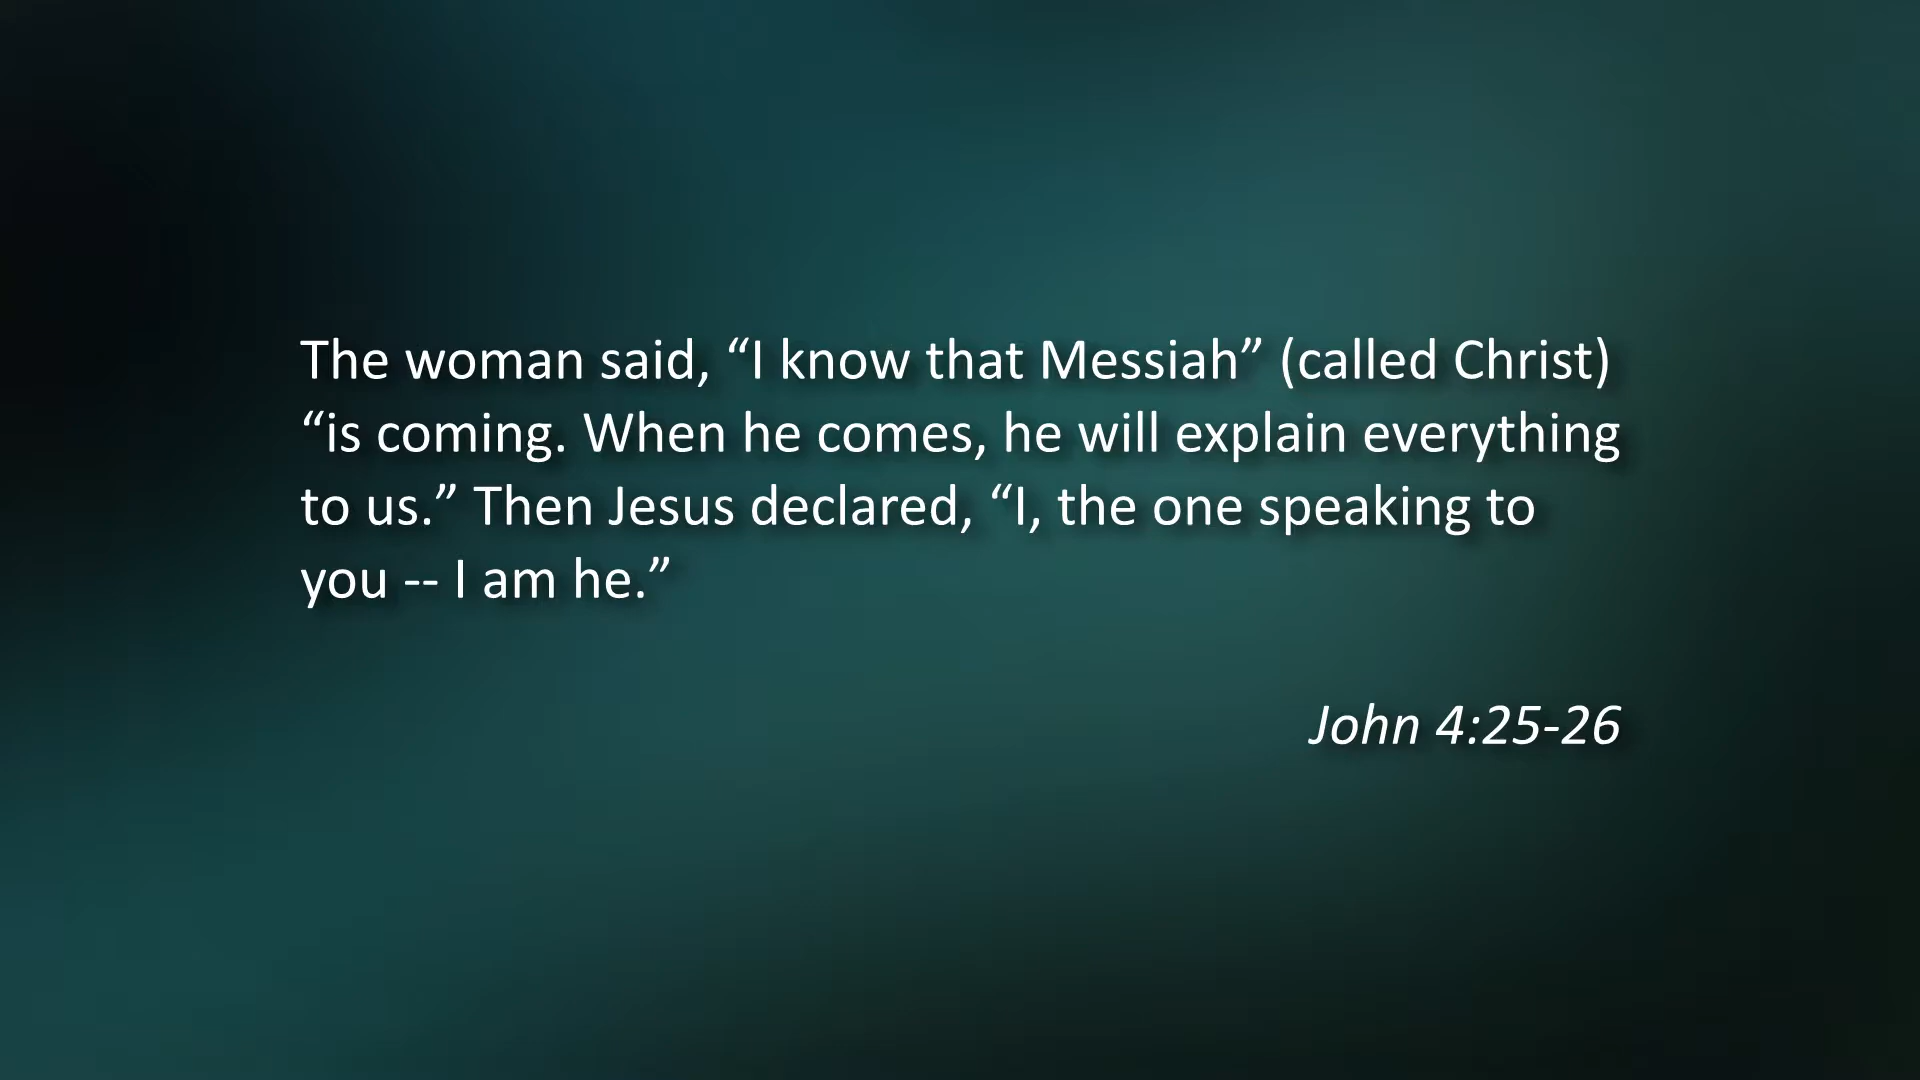 The woman said, “I know that Messiah” (called Christ)
“is coming. When he comes, he will explain everything
to us.” Then Jesus declared, “I, the one speaking to
you -- I am he.”
John 4:25-26